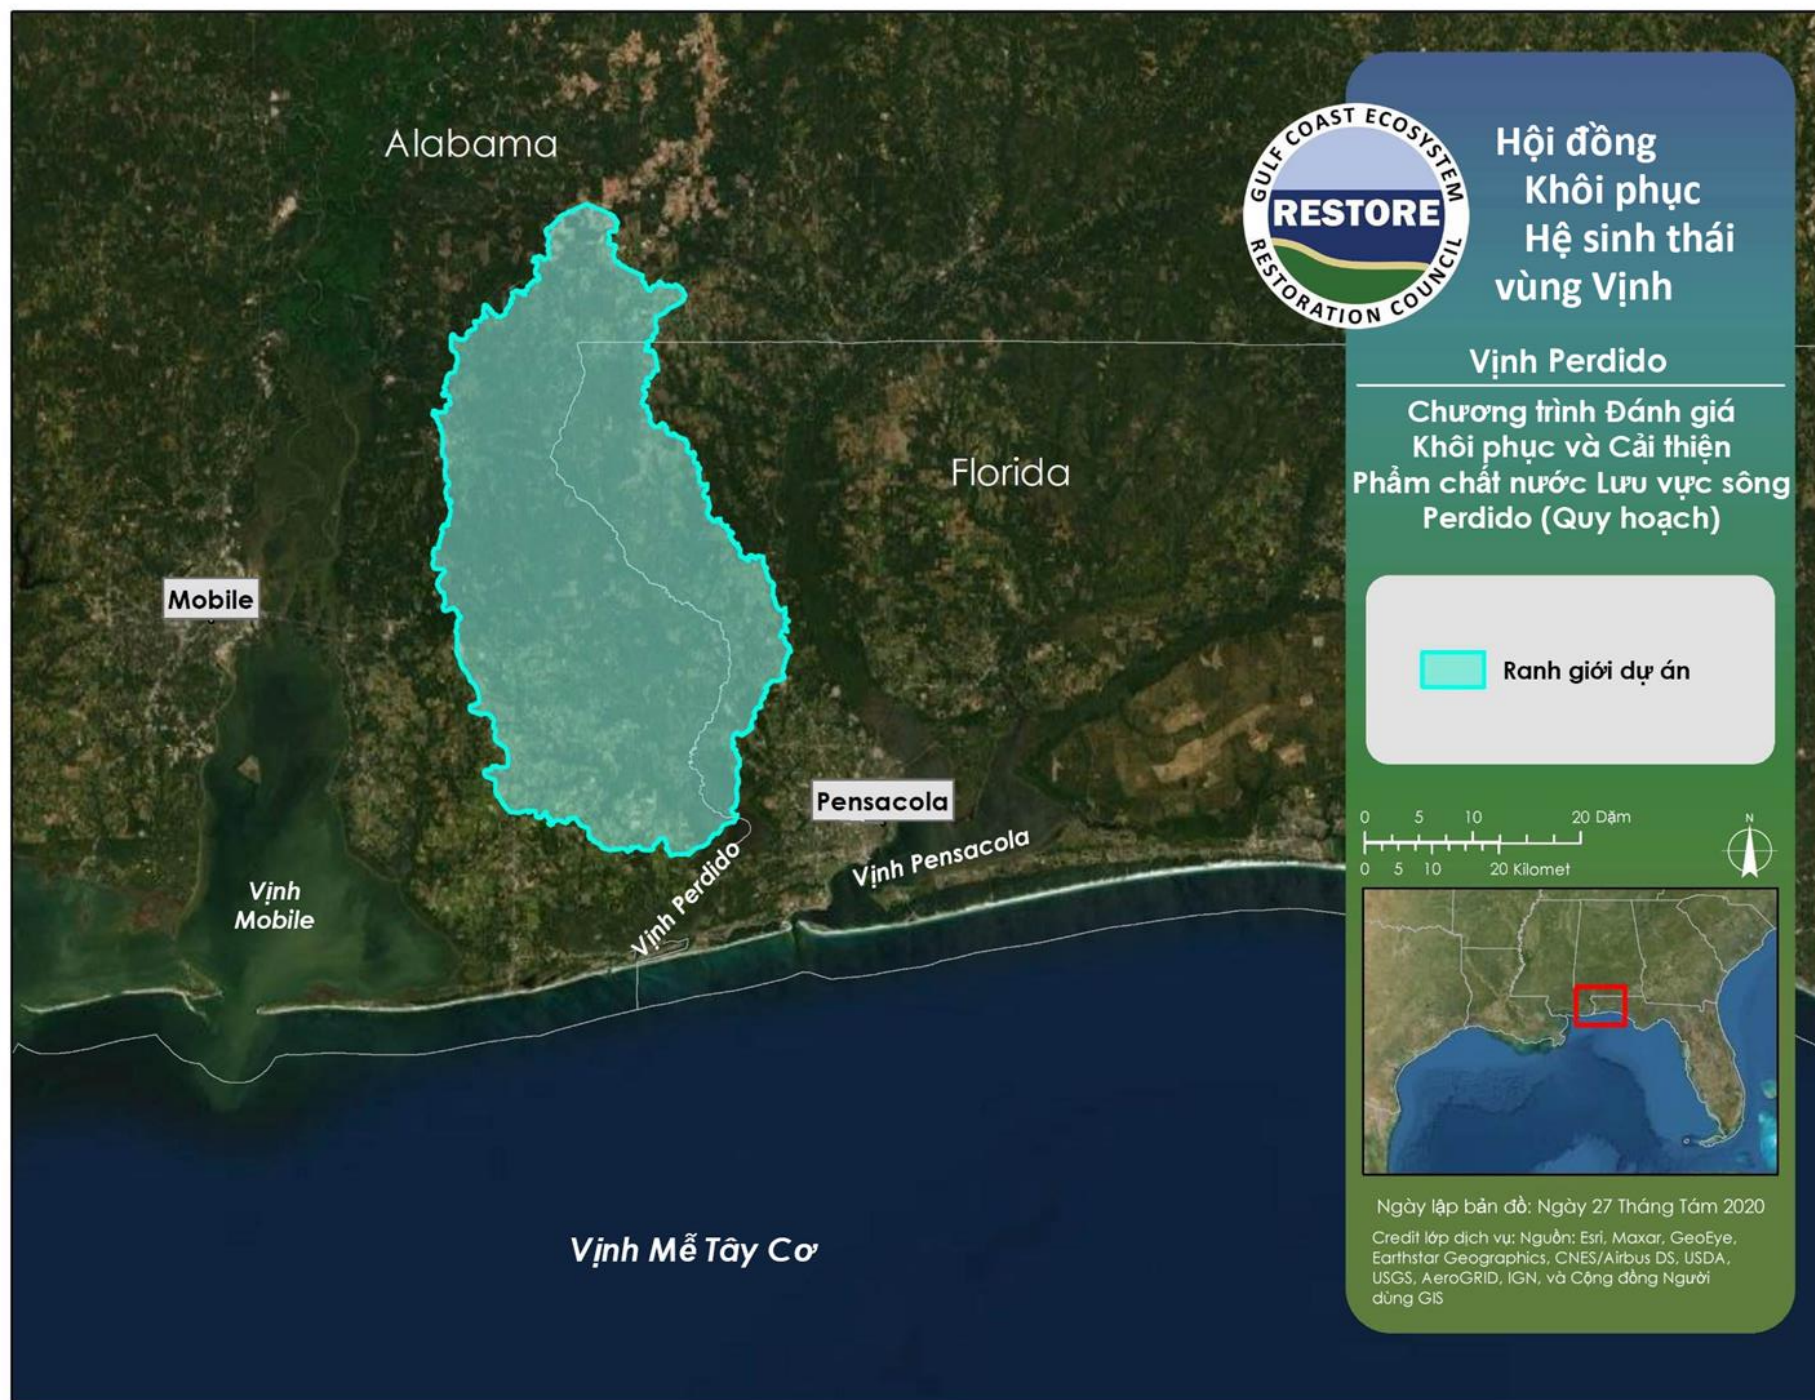 Alabama
Florida
Mobile
Pensacola
Vịnh Pensacola
Vịnh Perdido
Vịnh
Mobile
Vịnh Mễ Tây Cơ
GULF COAST ECOSYSTEM
RESTORE
RESTORATION COUNCIL
Hội đồng
Khôi phục
Hệ sinh thái
vùng Vịnh
Vịnh Perdido
Chương trình Đánh giá
Khôi phục và Cải thiện
Phẩm chất nước Lưu vực sông
Perdido (Quy hoạch)
Ranh giới dự án
0 5 10 20 Dặm
0 5 10 20 Kilomet
N
Ngày lập bản đồ: Ngày 27 Tháng Tám 2020
Credit lớp dịch vụ: Nguồn: Esri, Maxar, GeoEye,
Earthstar Geographics, CNES/Airbus DS, USDA,
USGS, AeroGRID, IGN, và Cộng đồng Người
dùng GIS